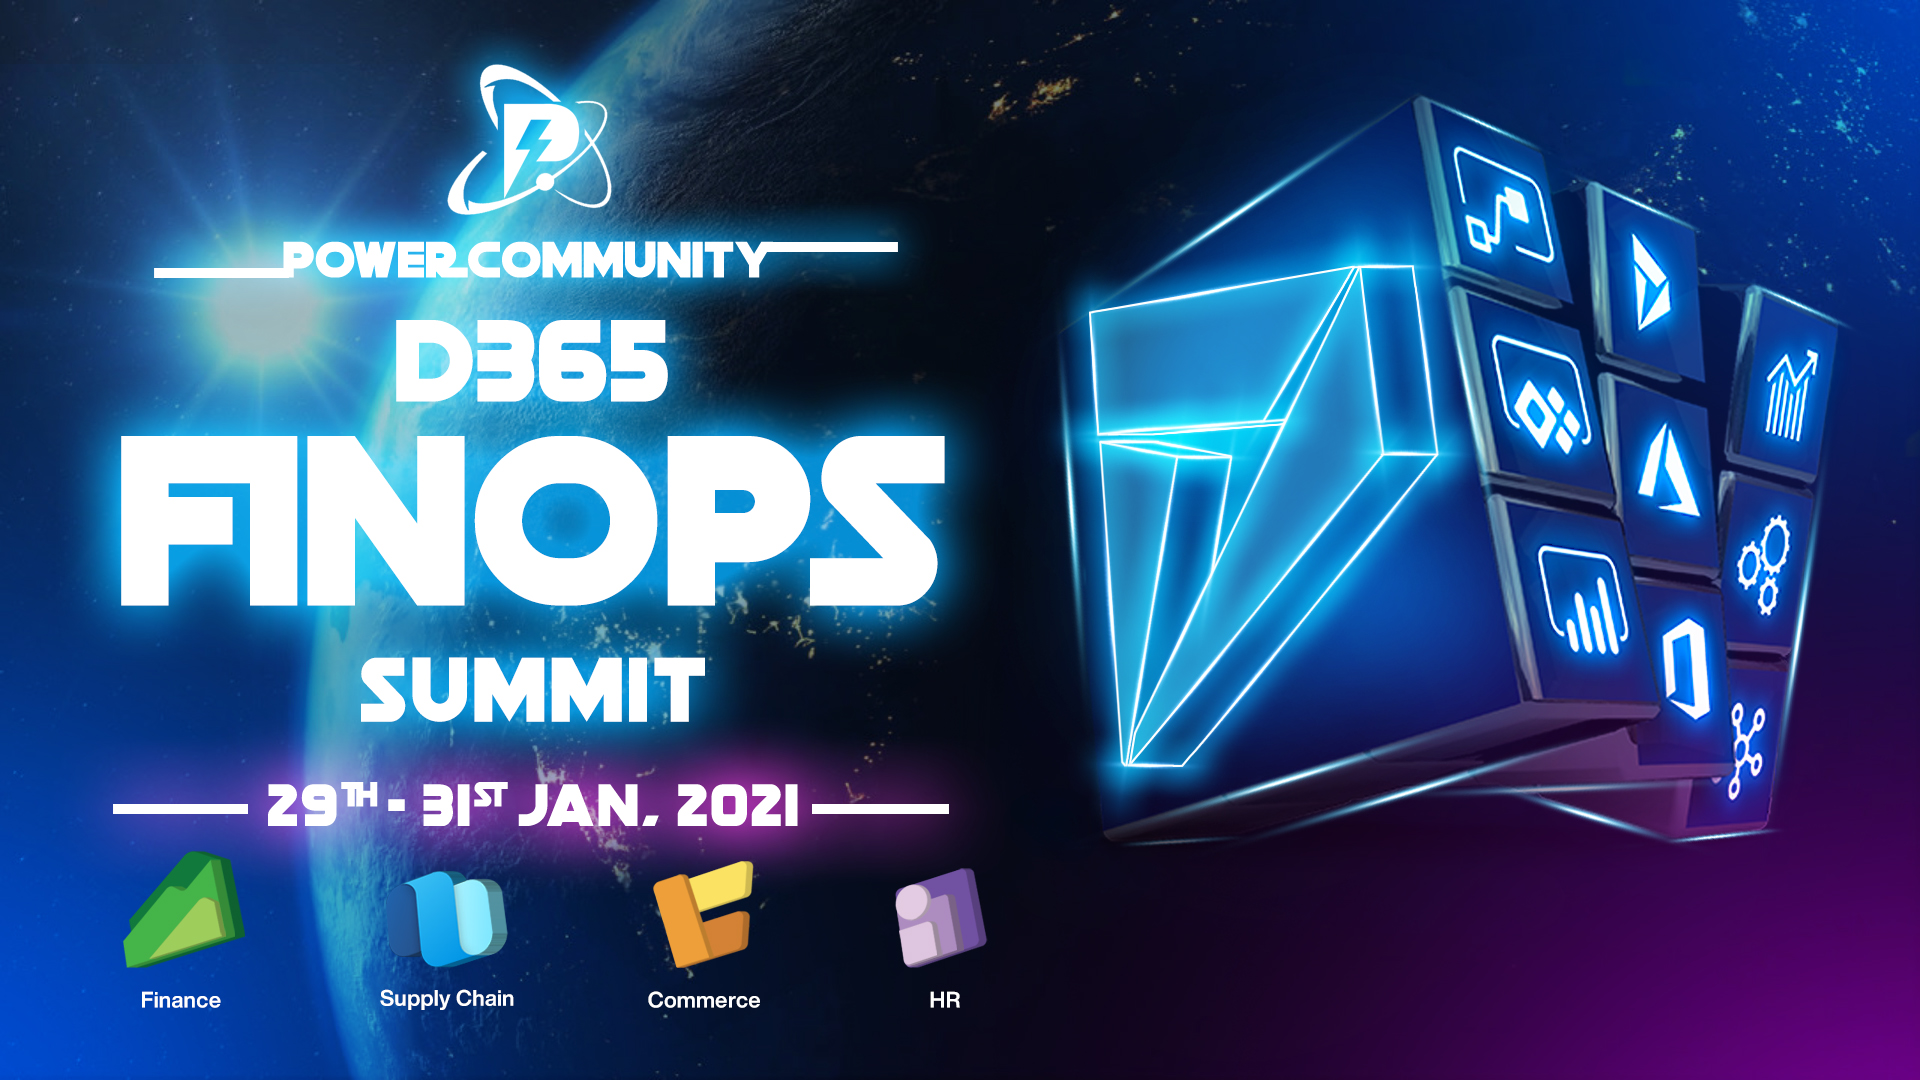 POWER COMMUNITY
D365
FINOPS
SUMMIT
29TH - 31ST JAN, 2021
Finance
Supply Chain
Commerce
HR